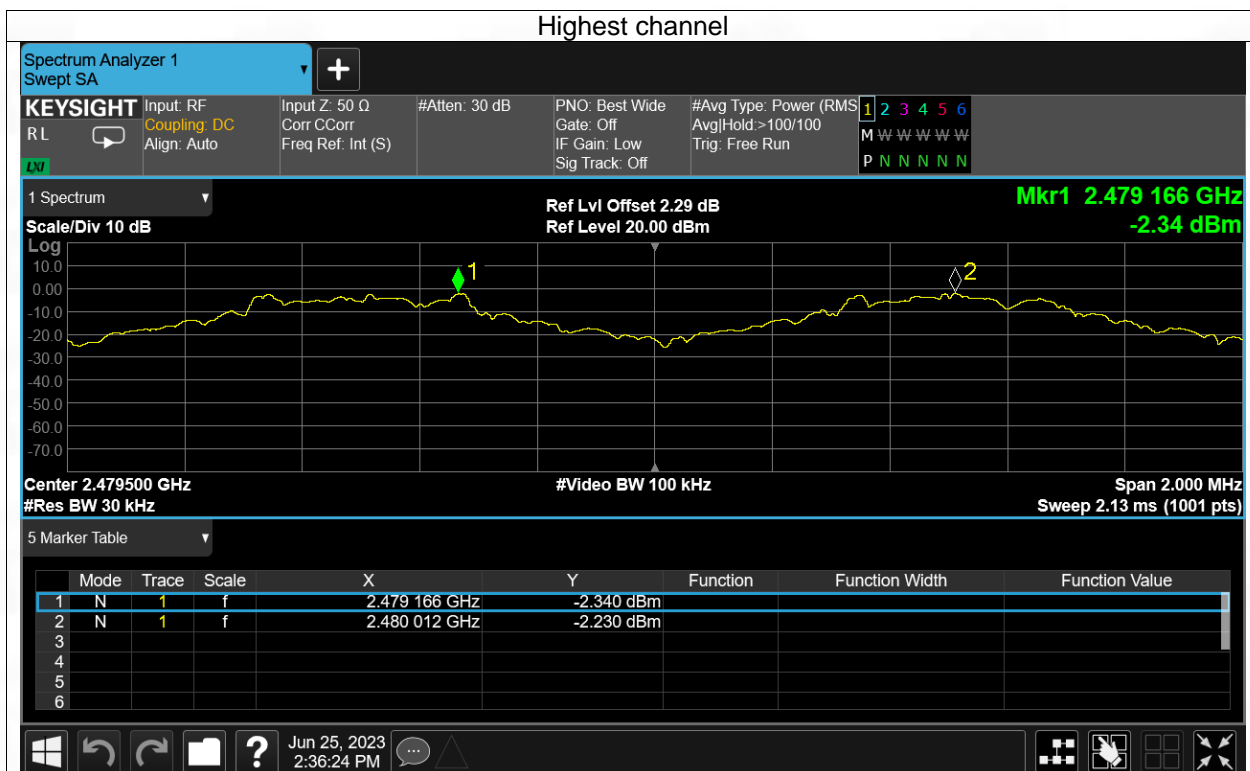 Highest channel
Spectrum Analyzer 1
Swept SA
+
KEYSIGHT
R L
LXI
Input: RF
Coupling: DC
Align: Auto
Input Z: 50 Ω
Corr CCorr
Freq Ref: Int (S)
#Atten: 30 dB
PNO: Best Wide
Gate: Off
IF Gain: Low
Sig Track: Off
#Avg Type: Power (RMS
Avg|Hold:>100/100
Trig: Free Run
1 2 3 4 5 6
M W W W W W
P N N N N N
1 Spectrum
Scale/Div 10 dB
Ref Lvl Offset 2.29 dB
Ref Level 20.00 dBm
Mkr1 2.479 166 GHz
-2.34 dBm
Log
10.0
0.00
-10.0
-20.0
-30.0
-40.0
-50.0
-60.0
-70.0
1
2
Center 2.479500 GHz
#Res BW 30 kHz
#Video BW 100 kHz
Span 2.000 MHz
Sweep 2.13 ms (1001 pts)
5 Marker Table
Mode Trace Scale X Y Function Function Width Function Value
1 N 1 f 2.479 166 GHz -2.340 dBm
2 N 1 f 2.480 012 GHz -2.230 dBm
3
4
5
6
?
Jun 25, 2023
2:36:24 PM